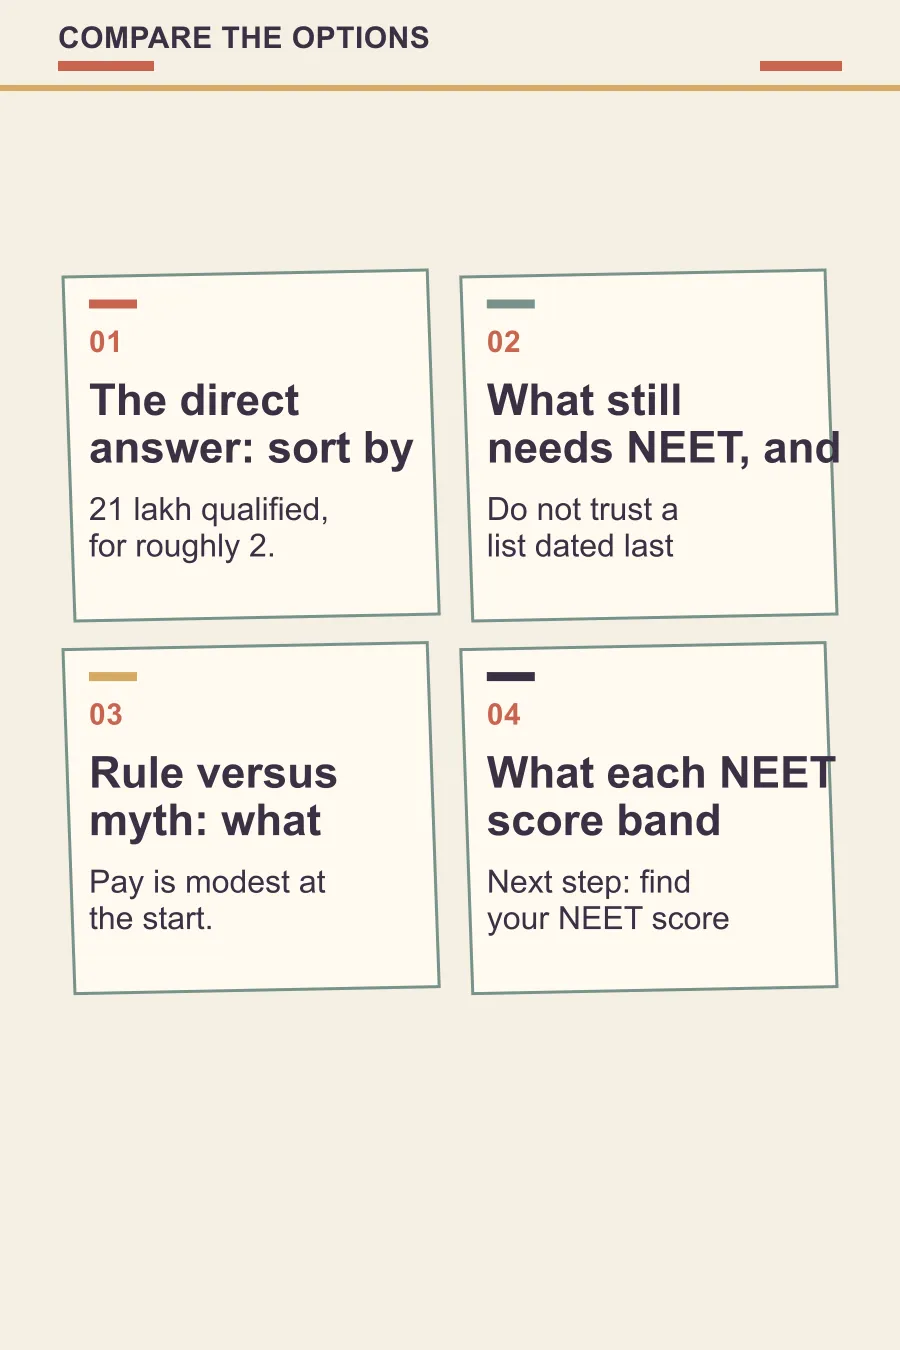 COMPARE THE OPTIONS
01
The direct
answer: sort by
21 lakh qualified,
for roughly 2.
02
What still
needs NEET, and
Do not trust a
list dated last
03
Rule versus
myth: what
Pay is modest at
the start.
04
What each NEET
score band
Next step: find
your NEET score